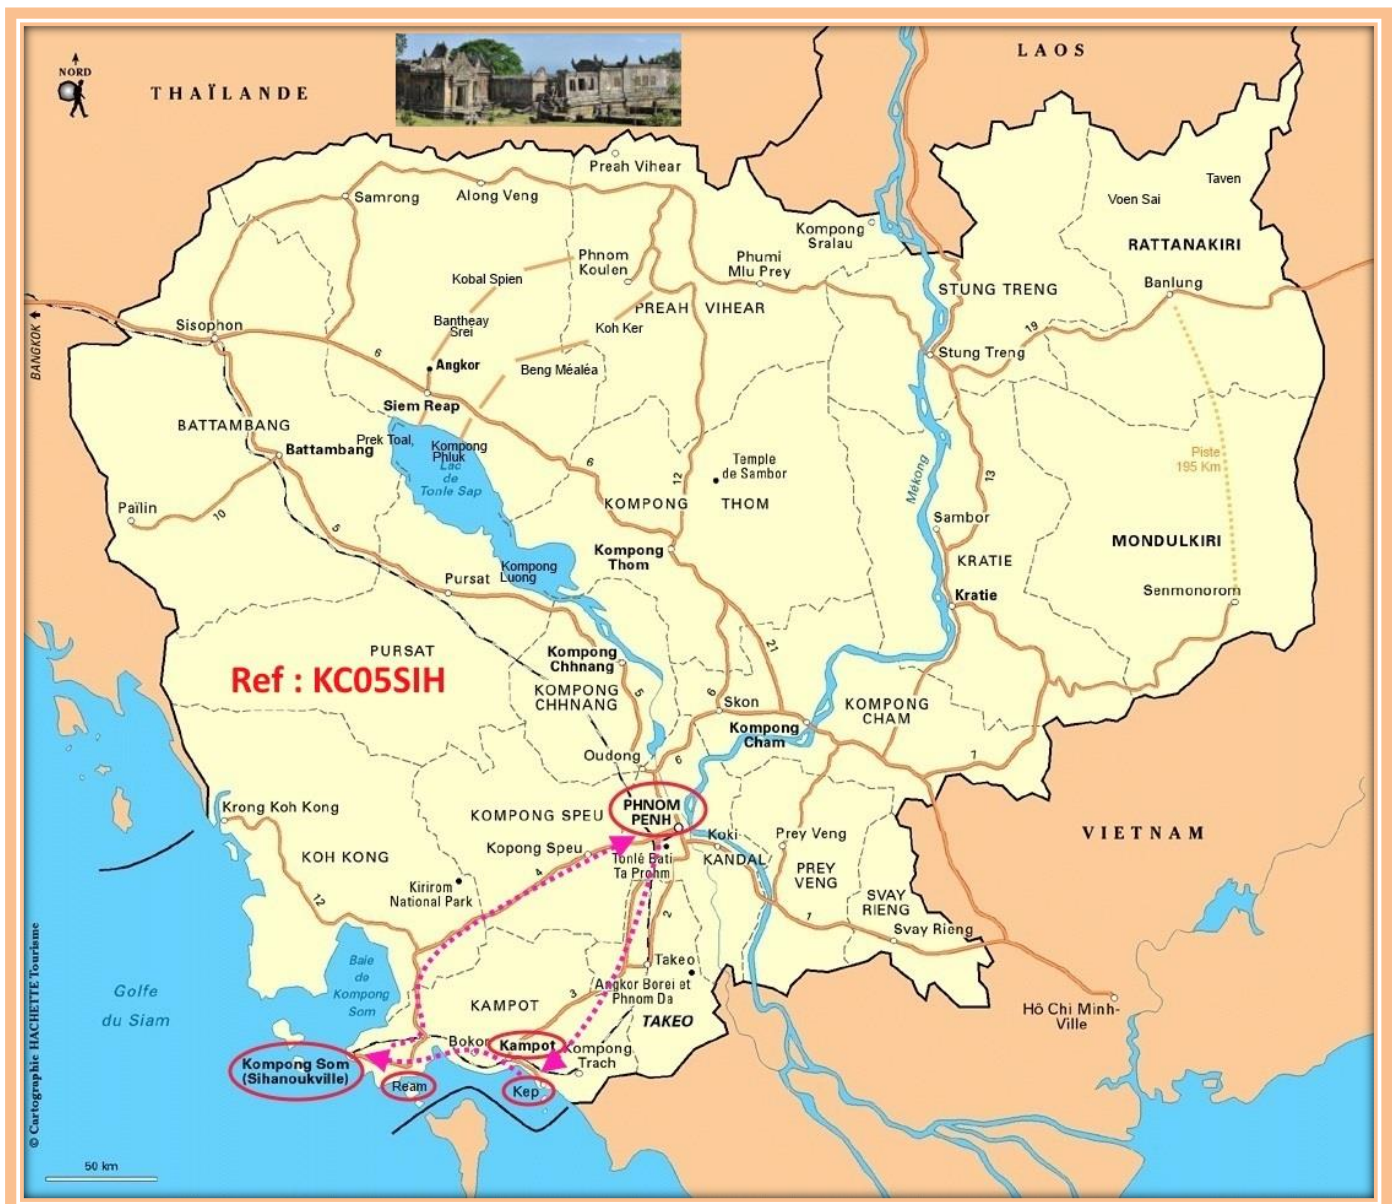 LAOS
NORD
THAÏLANDE
Preah Vihear
Samrong
Along Veng
Taven
Voen Sai
Kompong
Sralau
RATTANAKIRI
Phnom
Koulen
Phumi
Mlu Prey
Kobal Spien
STUNG TRENG
Banlung
PREAH VIHEAR
Bantheay
Srei
Koh Ker
Sisophon
BANGKOK
19
6
Angkor
Stung Treng
Beng Méaléa
Siem Reap
BATTAMBANG
Prek Toal,
Kompong
Phluk
Battambang
Lac
de
Tonle Sap
6
12
Temple
de Sambor
Mékong
13
Piste
195 Km
Païlin
10
5
KOMPONG THOM
Sambor
MONDULKIRI
Kompong
Thom
Kompong
Luong
KRATIE
Pursat
Kratie
Senmonorom
PURSAT
Kompong
Chhnang
21
Ref : KC05SIH
KOMPONG
CHHNANG
5
6
Skon
KOMPONG
CHAM
Kompong
Cham
Oudong
6
7
Krong Koh Kong
KOMPONG SPEU
PHNOM
PENH
Koki
Prey Veng
VIETNAM
KOH KONG
Kopong Speu
Tonlé Bati
Ta Prohm
KANDAL
PREY
VENG
4
Kirirom
National Park
SVAY
RIENG
12
2
1
Svay Rieng
Baie
de
Kompong
Som
Takeo
Golfe
du Siam
Angkor Borei et
Phnom Da
3
KAMPOT
TAKEO
Hô Chi Minh-
Ville
Bokor
Kampot
Kompong
Trach
Kompong Som
(Sihanoukville)
Ream
Kep
© Cartographie HACHETTE Tourisme
50 km